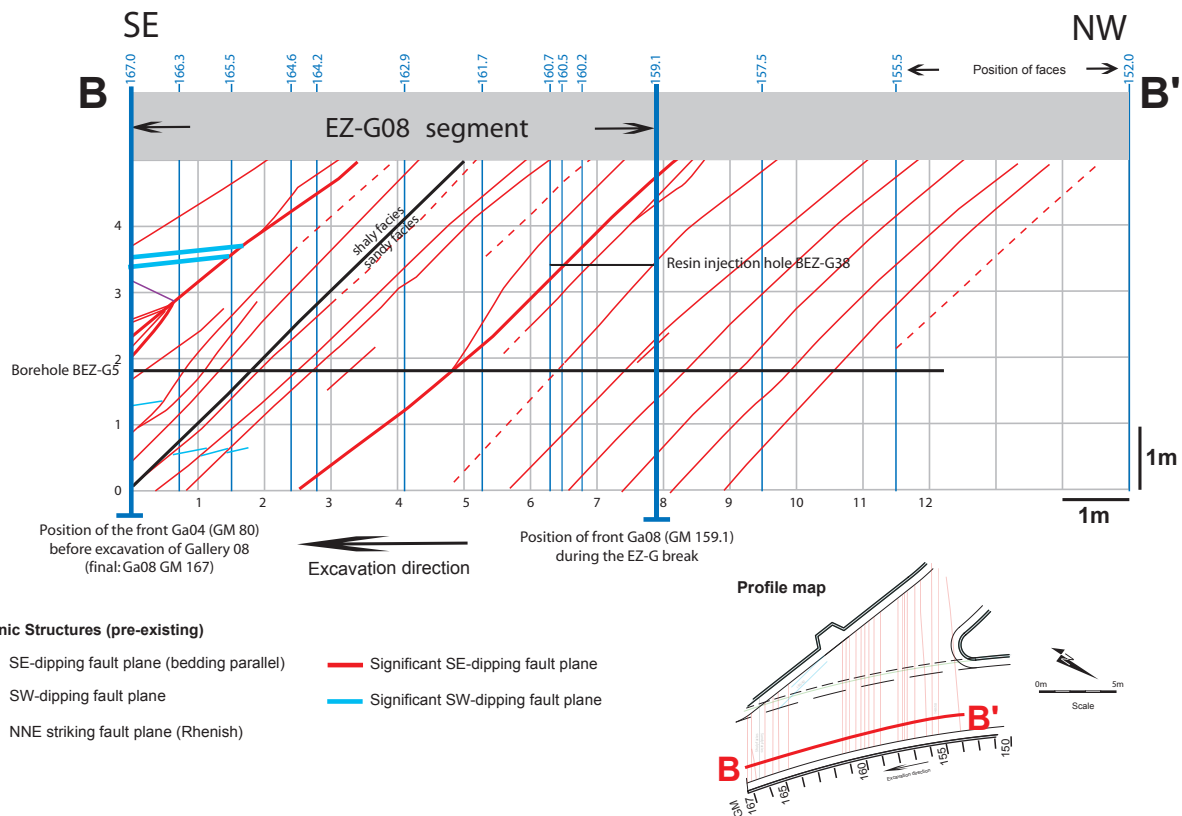 SE
NW
167.0
166.3
165.5
164.6
164.2
162.9
161.7
160.7
160.5
160.2
159.1
157.5
155.5
152.0
Position of faces
B
B'
EZ-G08 segment
shaly facies
sandy facies
Resin injection hole BEZ-G38
Borehole BEZ-G5
4
3
2
1
0
1
2
3
4
5
6
7
8
9
10
11
12
1m
1m
Position of the front Ga04 (GM 80)
before excavation of Gallery 08
(final: Ga08 GM 167)
Excavation direction
Position of front Ga08 (GM 159.1)
during the EZ-G break
Profile map
nic Structures (pre-existing)
SE-dipping fault plane (bedding parallel)
Significant SE-dipping fault plane
SW-dipping fault plane
Significant SW-dipping fault plane
NNE striking fault plane (Rhenish)
N
0m
5m
Scale
B
B'
GM
167
165
160
155
150
Excavation direction